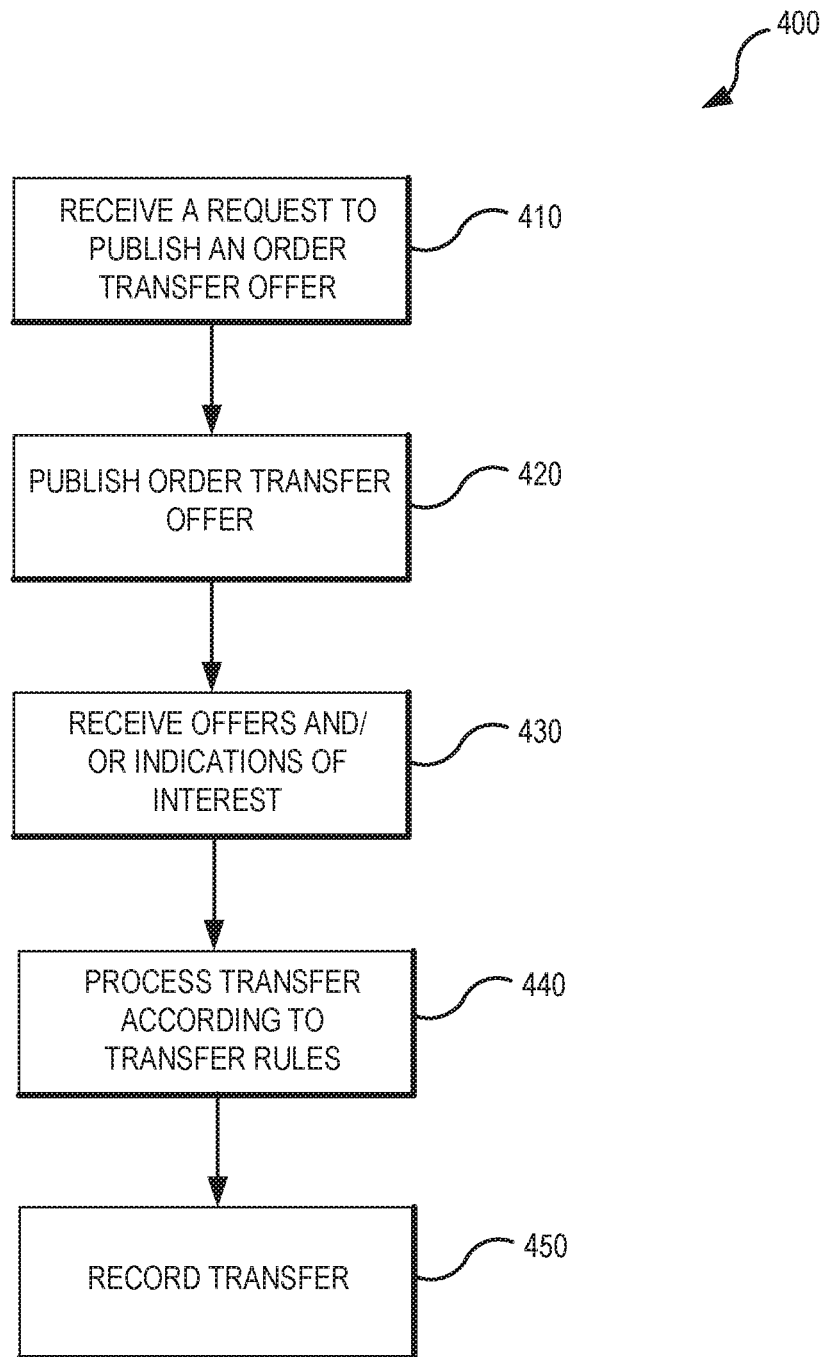 400
RECEIVE A REQUEST TO
PUBLISH AN ORDER
TRANSFER OFFER
410
PUBLISH ORDER TRANSFER
OFFER
420
RECEIVE OFFERS AND/
OR INDICATIONS OF
INTEREST
430
PROCESS TRANSFER
ACCORDING TO
TRANSFER RULES
440
RECORD TRANSFER
450